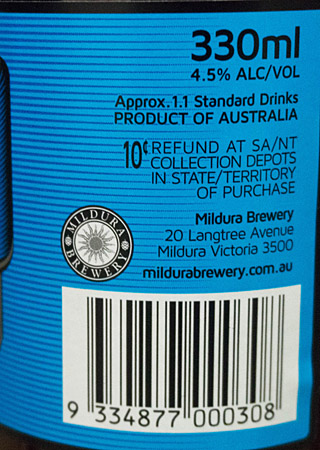 330ml
4.5% ALC/VOL
Approx.1.1 Standard Drinks
PRODUCT OF AUSTRALIA
10¢ REFUND AT SA/NT
COLLECTION DEPOTS
IN STATE/TERRITORY
OF PURCHASE
Mildura Brewery
20 Langtree Avenue
Mildura Victoria 3500
mildurabrewery.com.au
MILDURA
BREWERY
9 334877 000308